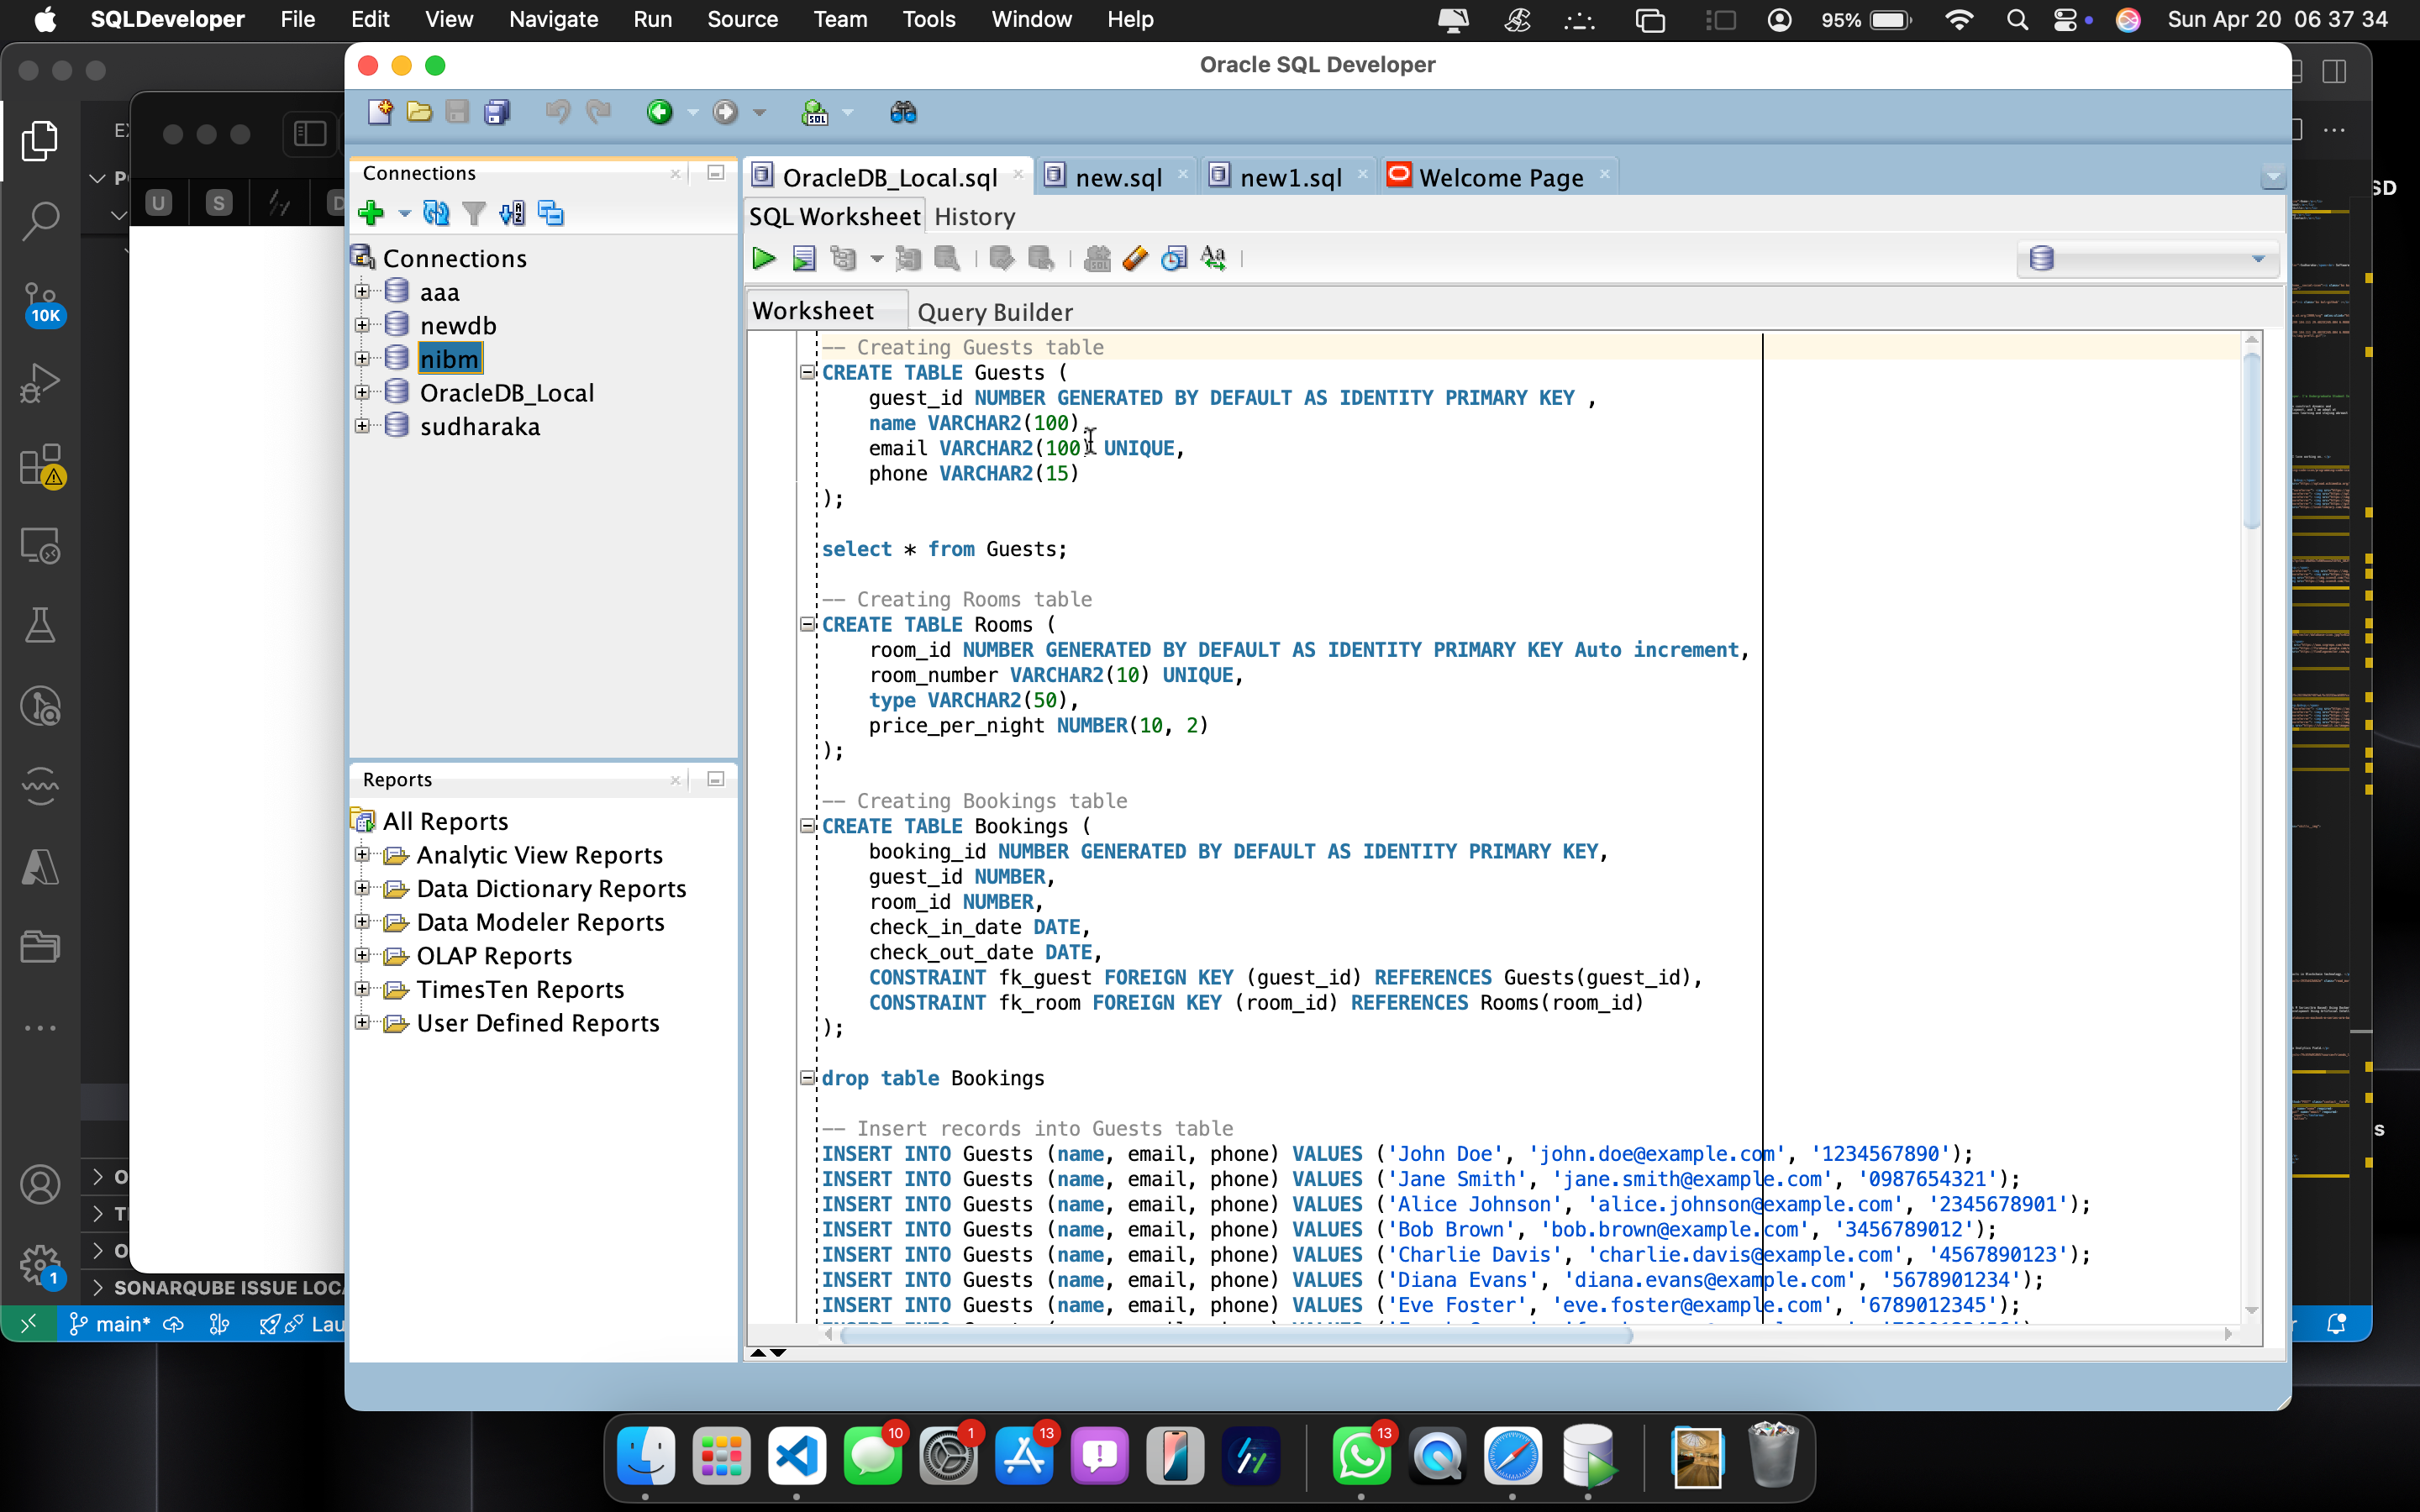 SQLDeveloper File Edit View Navigate Run Source Team Tools Window Help
95%
Sun Apr 20 06 37 34
Oracle SQL Developer
Connections
Connections
aaa
newdb
nibm
OracleDB_Local
sudharaka
Reports
All Reports
Analytic View Reports
Data Dictionary Reports
Data Modeler Reports
OLAP Reports
TimesTen Reports
User Defined Reports
OracleDB_Local.sql
new.sql
new1.sql
Welcome Page
SQL Worksheet History
Worksheet Query Builder
-- Creating Guests table
CREATE TABLE Guests (
guest_id NUMBER GENERATED BY DEFAULT AS IDENTITY PRIMARY KEY ,
name VARCHAR2(100),
email VARCHAR2(100) UNIQUE,
phone VARCHAR2(15)
);
select * from Guests;
-- Creating Rooms table
CREATE TABLE Rooms (
room_id NUMBER GENERATED BY DEFAULT AS IDENTITY PRIMARY KEY Auto increment,
room_number VARCHAR2(10) UNIQUE,
type VARCHAR2(50),
price_per_night NUMBER(10, 2)
);
-- Creating Bookings table
CREATE TABLE Bookings (
booking_id NUMBER GENERATED BY DEFAULT AS IDENTITY PRIMARY KEY,
guest_id NUMBER,
room_id NUMBER,
check_in_date DATE,
check_out_date DATE,
CONSTRAINT fk_guest FOREIGN KEY (guest_id) REFERENCES Guests(guest_id),
CONSTRAINT fk_room FOREIGN KEY (room_id) REFERENCES Rooms(room_id)
);
drop table Bookings
-- Insert records into Guests table
INSERT INTO Guests (name, email, phone) VALUES ('John Doe', 'john.doe@example.com', '1234567890');
INSERT INTO Guests (name, email, phone) VALUES ('Jane Smith', 'jane.smith@example.com', '0987654321');
INSERT INTO Guests (name, email, phone) VALUES ('Alice Johnson', 'alice.johnson@example.com', '2345678901');
INSERT INTO Guests (name, email, phone) VALUES ('Bob Brown', 'bob.brown@example.com', '3456789012');
INSERT INTO Guests (name, email, phone) VALUES ('Charlie Davis', 'charlie.davis@example.com', '4567890123');
INSERT INTO Guests (name, email, phone) VALUES ('Diana Evans', 'diana.evans@example.com', '5678901234');
INSERT INTO Guests (name, email, phone) VALUES ('Eve Foster', 'eve.foster@example.com', '6789012345');
10K
U S
SD
SONARQUBE ISSUE LOC
1
main* Lau
10
1
13
13